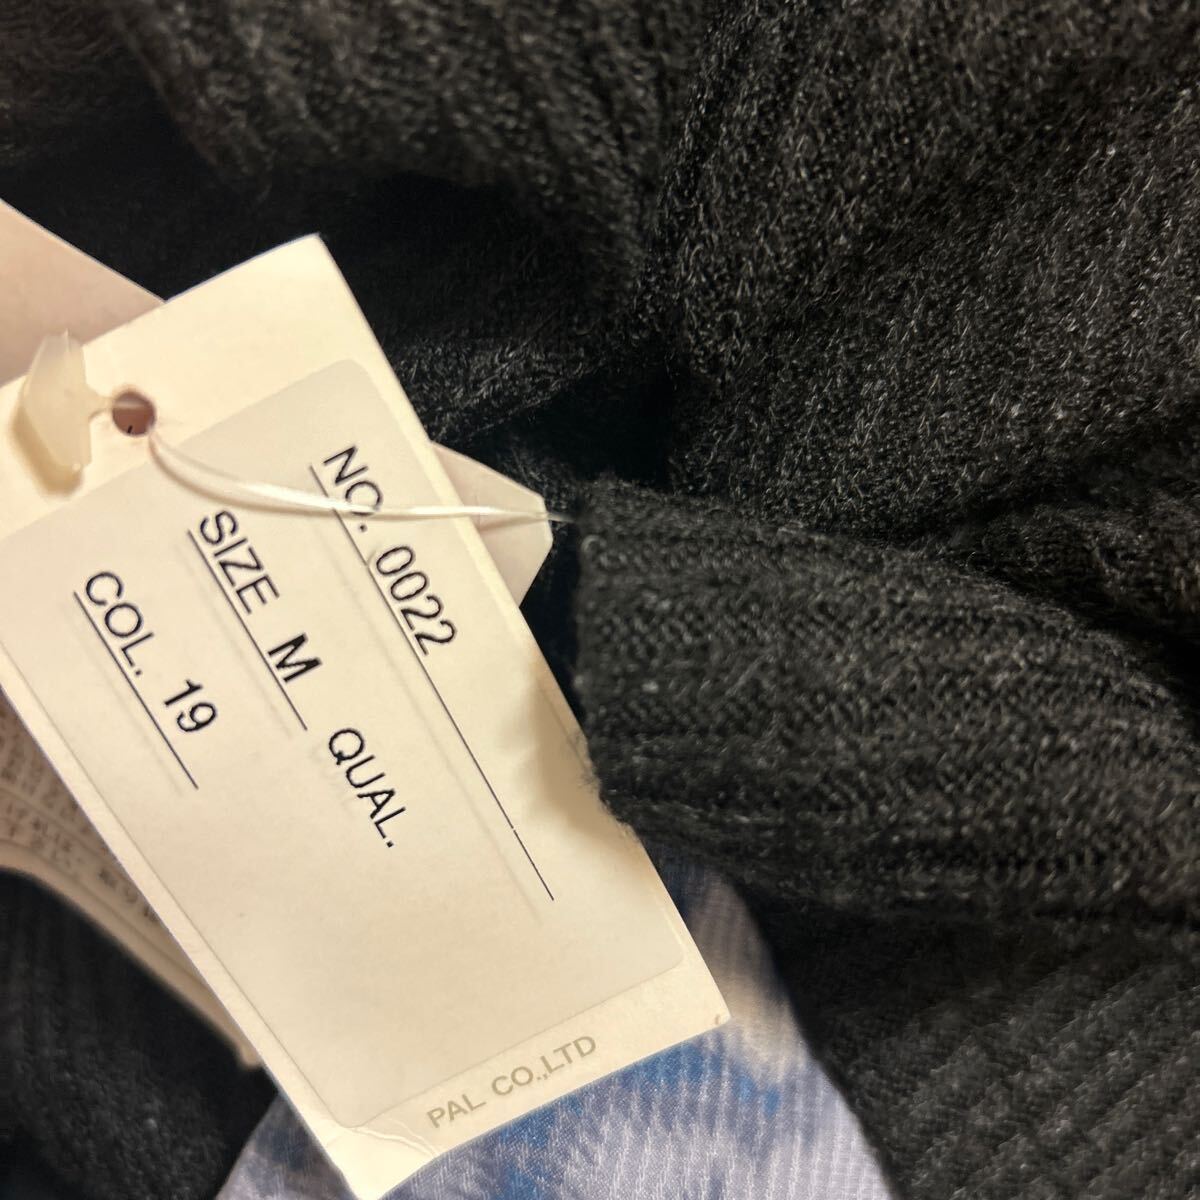 NO. 0022
SIZE M QUAL.
COL. 19
PAL CO.,LTD